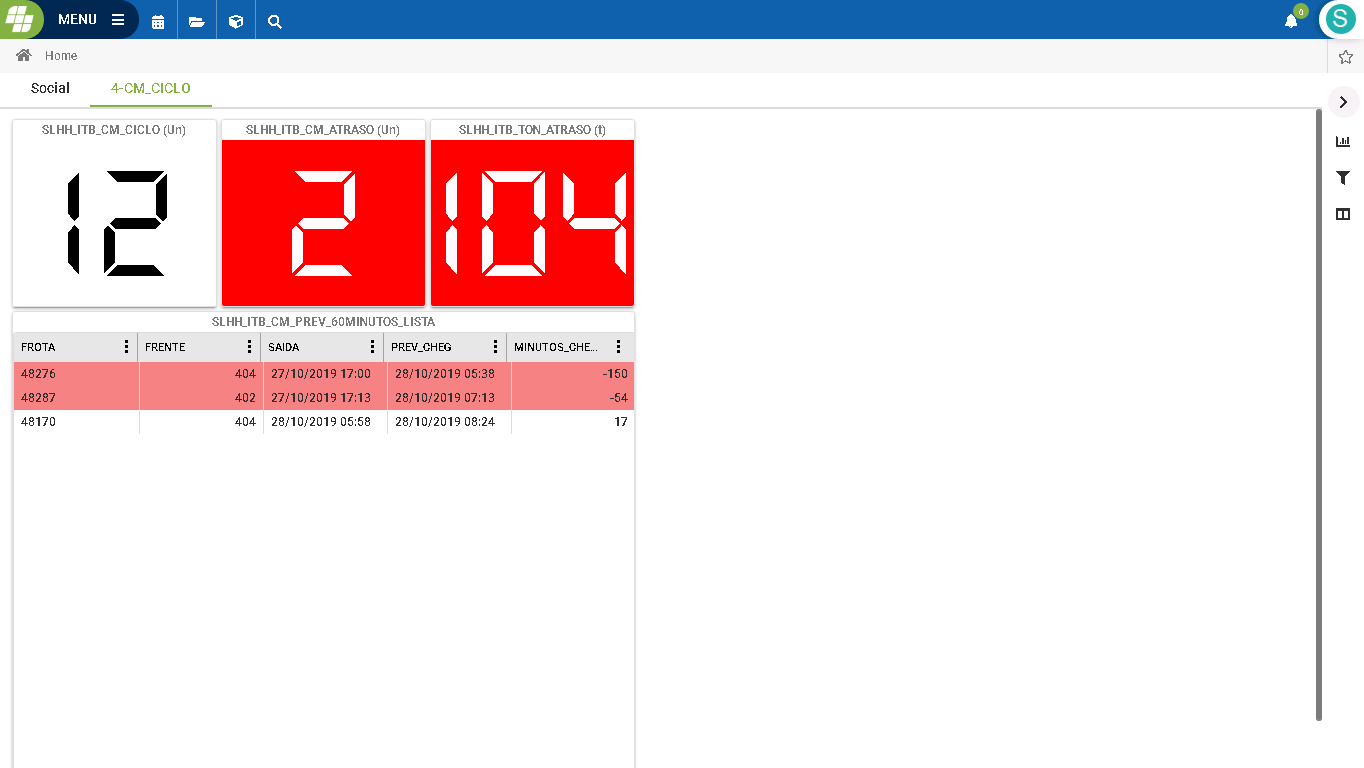 MENU
0
S
Home
Social
4-CM_CICLO
SLHH_ITB_CM_CICLO (Un)
SLHH_ITB_CM_ATRASO (Un)
SLHH_ITB_TON_ATRASO (t)
12
2
104
SLHH_ITB_CM_PREV_60MINUTOS_LISTA
FROTA FRENTE SAIDA PREV_CHEG MINUTOS_CHE...
48276 404 27/10/2019 17:00 28/10/2019 05:38 -150
48287 402 27/10/2019 17:13 28/10/2019 07:13 -54
48170 404 28/10/2019 05:58 28/10/2019 08:24 17